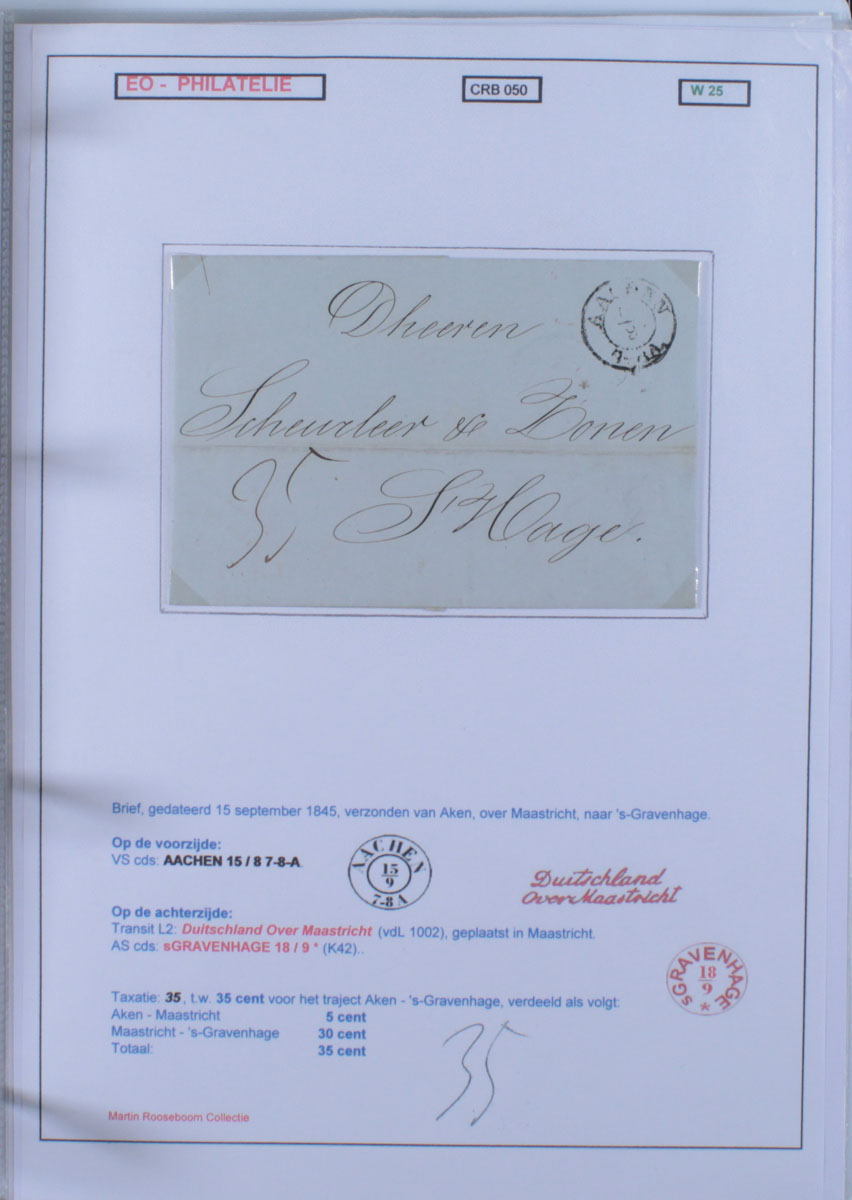 EO - PHILATELIE
CRB 050
W 25
AACHEN
Dheeren
Scheurleer & Zonen
35 S'Hage.
Brief, gedateerd 15 september 1845, verzonden van Aken, over Maastricht, naar 's-Gravenhage.
Op de voorzijde:
VS cds: AACHEN 15 / 8 7-8-A
AACHEN
15
9
7-8 A
Duitschland
Over Maastricht
Op de achterzijde:
Transit L2: Duitschland Over Maastricht (vdL 1002), geplaatst in Maastricht.
AS cds: sGRAVENHAGE 18 / 9 * (K42)..
sGRAVENHAGE
18
9
*
Taxatie: 35, t.w. 35 cent voor het traject Aken - 's-Gravenhage, verdeeld als volgt:
Aken - Maastricht 5 cent
Maastricht - 's-Gravenhage 30 cent
Totaal: 35 cent
35
Martin Rooseboom Collectie